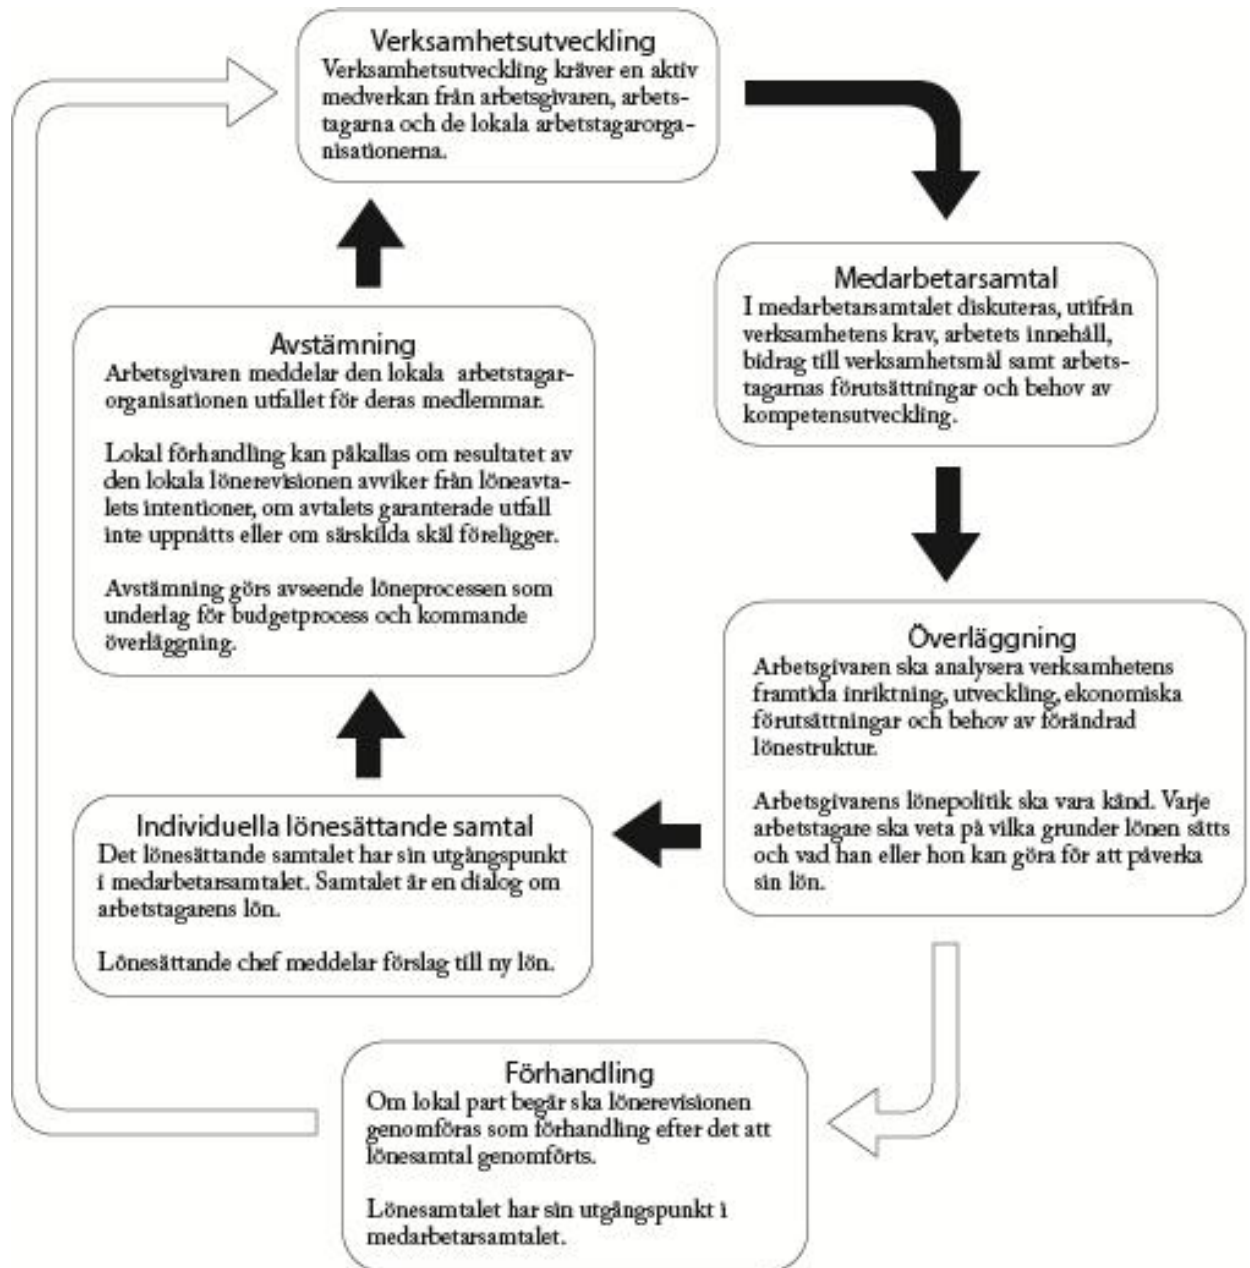 Verksamhetsutveckling
Verksamhetsutveckling kräver en aktiv
medverkan från arbetsgivaren, arbets-
tagarna och de lokala arbetstagarorga-
nisationerna.
Medarbetarsamtal
I medarbetarsamtalet diskuteras, utifrån
verksamhetens krav, arbetets innehåll,
bidrag till verksamhetsmål samt arbets-
tagarnas förutsättningar och behov av
kompetensutveckling.
Överläggning
Arbetsgivaren ska analysera verksamhetens
framtida inriktning, utveckling, ekonomiska
förutsättningar och behov av förändrad
lönestruktur.
Arbetsgivarens lönepolitik ska vara känd. Varje
arbetstagare ska veta på vilka grunder lönen sätts
och vad han eller hon kan göra för att påverka
sin lön.
Individuella lönesättande samtal
Det lönesättande samtalet har sin utgångspunkt
i medarbetarsamtalet. Samtalet är en dialog om
arbetstagarens lön.
Lönesättande chef meddelar förslag till ny lön.
Avstämning
Arbetsgivaren meddelar den lokala arbetstagar-
organisationen utfallet för deras medlemmar.
Lokal förhandling kan påkallas om resultatet av
den lokala lönerevisionen avviker från löneavta-
lets intentioner, om avtalets garanterade utfall
inte uppnåtts eller om särskilda skäl föreligger.
Avstämning görs avseende löneprocessen som
underlag för budgetprocess och kommande
överläggning.
Förhandling
Om lokal part begär ska lönerevisionen
genomföras som förhandling efter det att
lönesamtal genomförts.
Lönesamtalet har sin utgångspunkt i
medarbetarsamtalet.